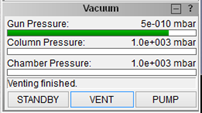 Vacuum − ?
Gun Pressure: 5e-010 mbar
Column Pressure: 1.0e+003 mbar
Chamber Pressure: 1.0e+003 mbar
Venting finished.
STANDBY VENT PUMP